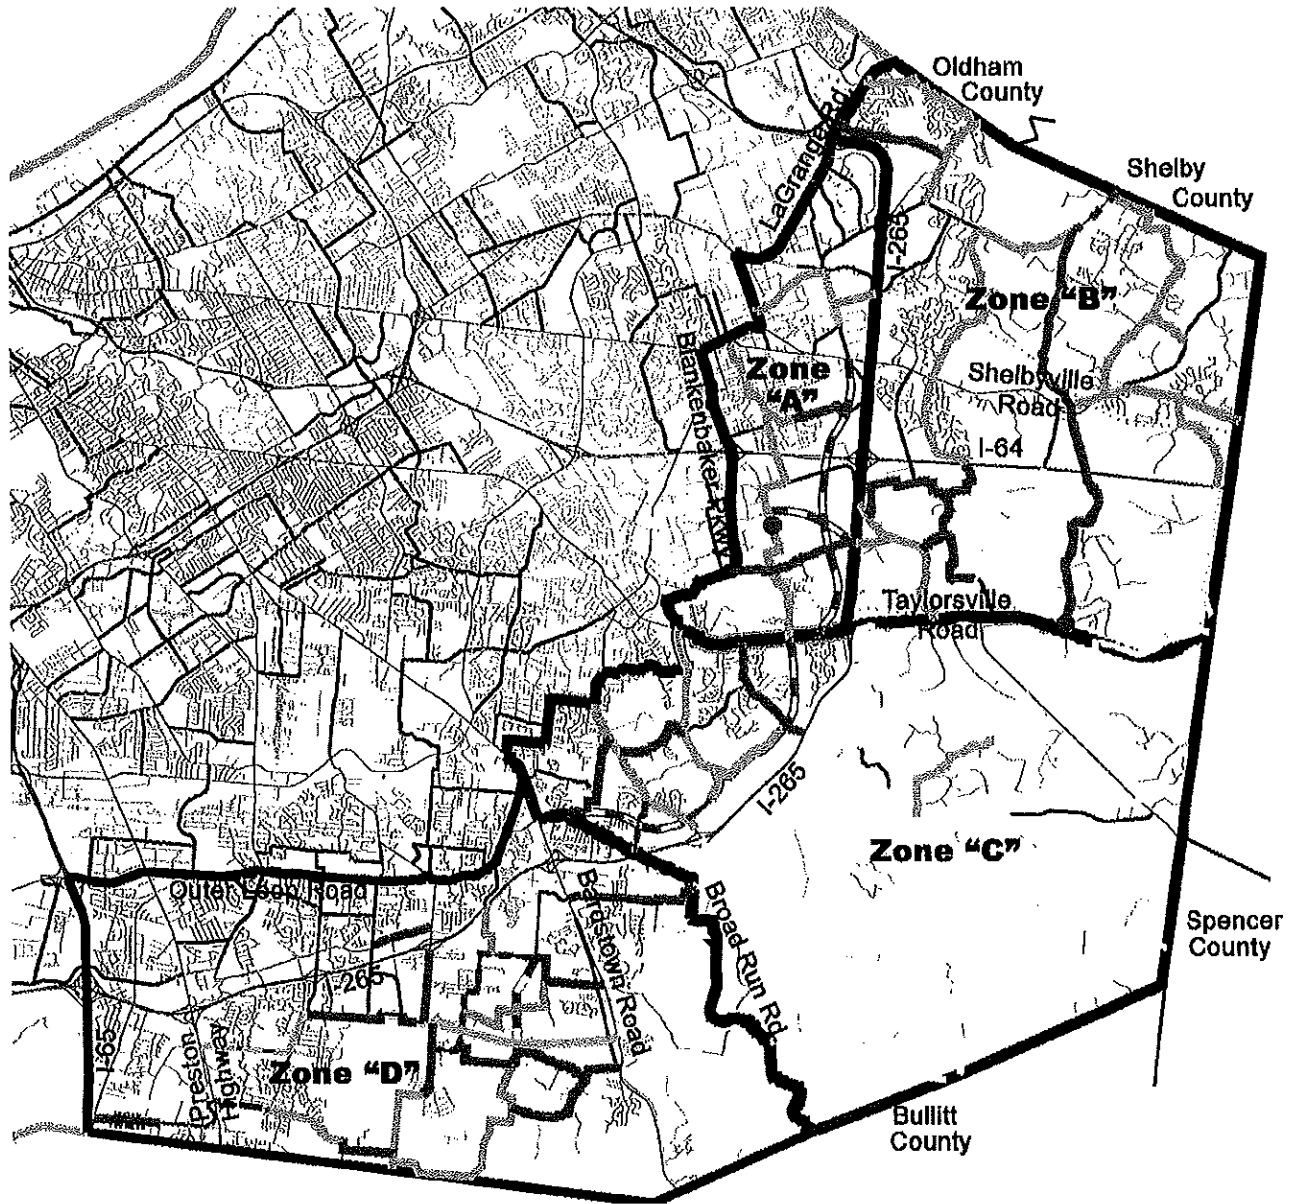 Oldham
County
LaGrange Rd
Shelby
County
I-265
Zone "B"
Blankenbaker Pkwy
Zone
"A"
Shelbyville
Road
I-64
Taylorsville
Road
I-265
Zone "C"
Outer Loop Road
Bardstown Road
Broad Run Rd.
Spencer
County
I-265
I-65
Preston
Highway
Zone "D"
Bullitt
County